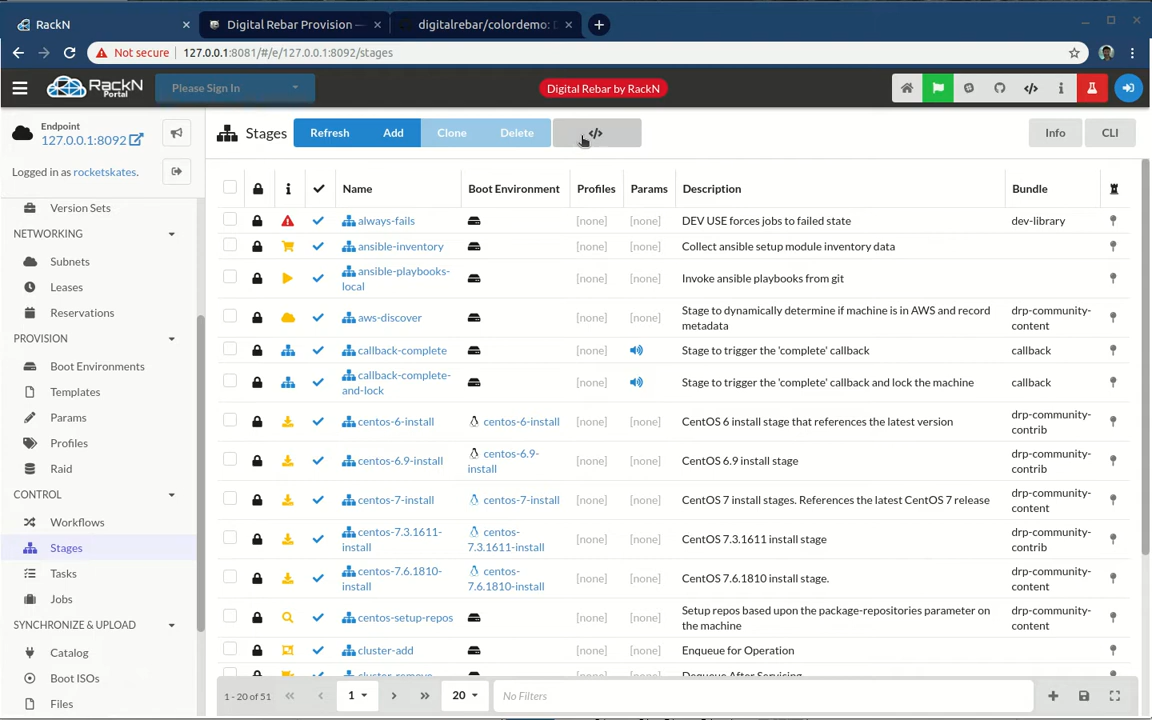 RackN
Digital Rebar Provision —
digitalrebar/colordemo: D
Not secure
127.0.0.1:8081/#/e/127.0.0.1:8092/stages
RackN
Portal
Please Sign In
Digital Rebar by RackN
Endpoint
127.0.0.1:8092
Logged in as rocketskates.
Stages
Refresh
Add
Clone
Delete
</>
Info
CLI
Version Sets
NETWORKING
Subnets
Leases
Reservations
PROVISION
Boot Environments
Templates
Params
Profiles
Raid
CONTROL
Workflows
Stages
Tasks
Jobs
SYNCHRONIZE & UPLOAD
Catalog
Boot ISOs
Files
Name Boot Environment Profiles Params Description Bundle
always-fails [none] [none] DEV USE forces jobs to failed state dev-library
ansible-inventory [none] [none] Collect ansible setup module inventory data
ansible-playbooks-
local [none] [none] Invoke ansible playbooks from git
aws-discover [none] [none] Stage to dynamically determine if machine is in AWS and record
metadata
drp-community-
content
callback-complete [none] Stage to trigger the 'complete' callback callback
callback-complete-
and-lock [none] Stage to trigger the 'complete' callback and lock the machine callback
centos-6-install centos-6-install [none] [none] CentOS 6 install stage that references the latest version
drp-community-
contrib
centos-6.9-install centos-6.9-
install [none] [none] CentOS 6.9 install stage
drp-community-
contrib
centos-7-install centos-7-install [none] [none] CentOS 7 install stages. References the latest CentOS 7 release
drp-community-
content
centos-7.3.1611-
install
centos-
7.3.1611-install [none] [none] CentOS 7.3.1611 install stage
drp-community-
contrib
centos-7.6.1810-
install
centos-
7.6.1810-install [none] [none] CentOS 7.6.1810 install stage.
drp-community-
content
centos-setup-repos [none] [none] Setup repos based upon the package-repositories parameter on
the machine
drp-community-
content
cluster-add [none] [none] Enqueue for Operation
cluster-remove [none] [none] Dequeue After Servicing
1 - 20 of 51
1
20
No Filters